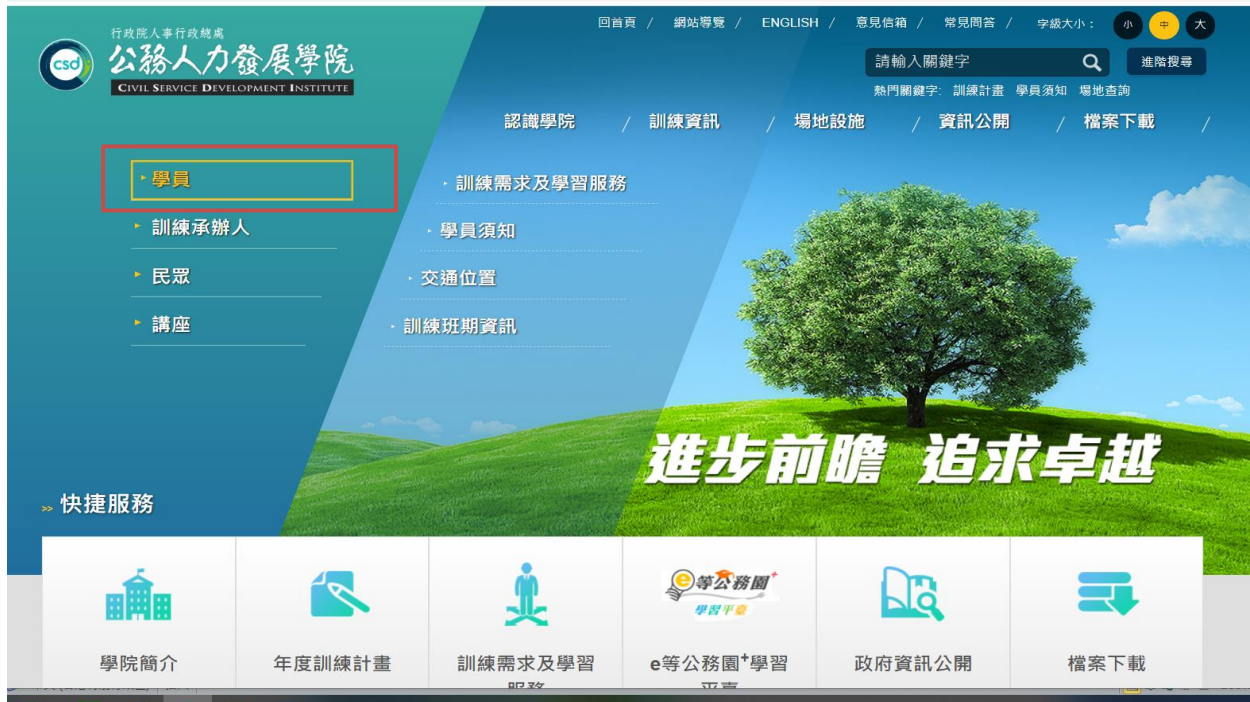 行政院人事行政總處
公務人力發展學院
CIVIL SERVICE DEVELOPMENT INSTITUTE
csd
回首頁 / 網站導覽 / ENGLISH / 意見信箱 / 常見問答 / 字級大小： 小 中 大
請輸入關鍵字 進階搜尋
熱門關鍵字: 訓練計畫 學員須知 場地查詢
認識學院 / 訓練資訊 / 場地設施 / 資訊公開 / 檔案下載 /
學員
訓練承辦人
民眾
講座
訓練需求及學習服務
學員須知
交通位置
訓練班期資訊
進步前瞻 追求卓越
快捷服務
e等公務園+
學習平臺
學院簡介
年度訓練計畫
訓練需求及學習
e等公務園+學習
政府資訊公開
檔案下載